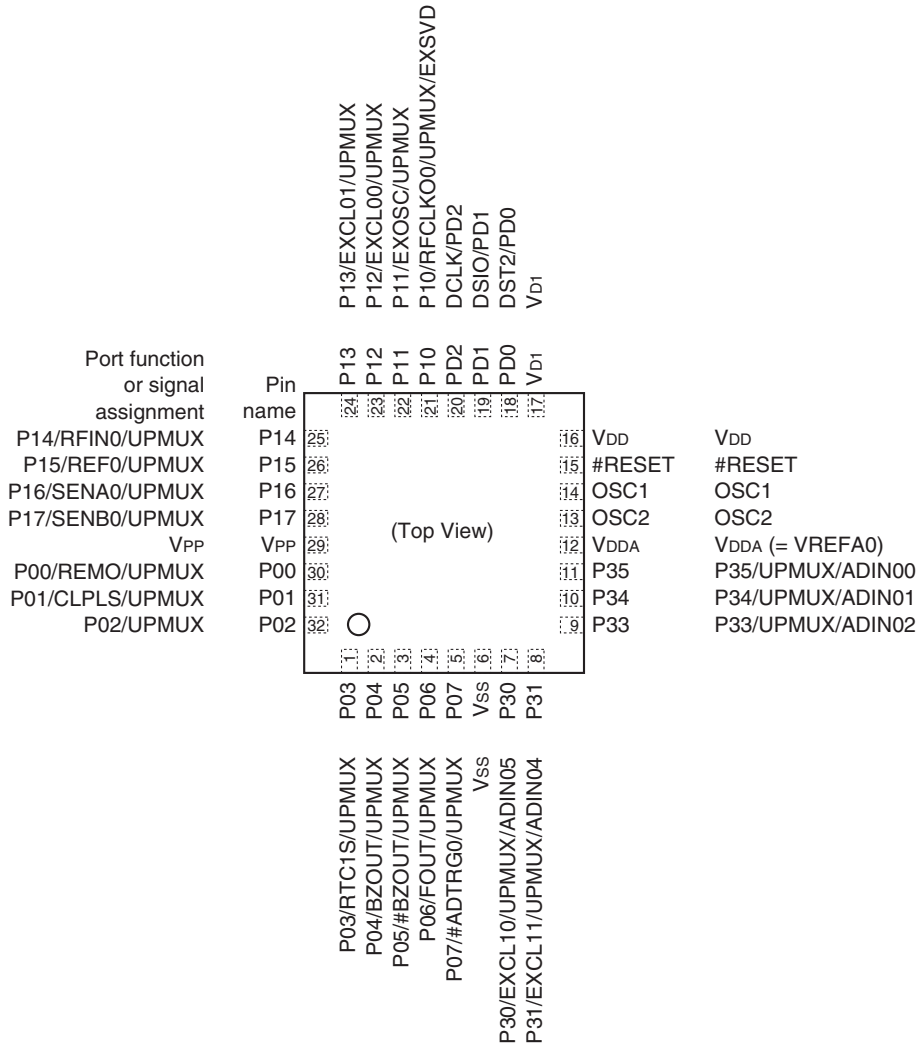 P13/EXCL01/UPMUX
P12/EXCL00/UPMUX
P11/EXOSC/UPMUX
P10/RFCLKO0/UPMUX/EXSVD
DCLK/PD2
DSIO/PD1
DST2/PD0
VD1
P13
P12
P11
P10
PD2
PD1
PD0
VD1
Port function
or signal
assignment
Pin
name
24
23
22
21
20
19
18
17
P14/RFIN0/UPMUX P14 25
P15/REF0/UPMUX P15 26
P16/SENA0/UPMUX P16 27
P17/SENB0/UPMUX P17 28
VPP VPP 29
P00/REMO/UPMUX P00 30
P01/CLPLS/UPMUX P01 31
P02/UPMUX P02 32
(Top View)
16 VDD VDD
15 #RESET #RESET
14 OSC1 OSC1
13 OSC2 OSC2
12 VDDA VDDA (= VREFA0)
11 P35 P35/UPMUX/ADIN00
10 P34 P34/UPMUX/ADIN01
9 P33 P33/UPMUX/ADIN02
1
2
3
4
5
6
7
8
P03
P04
P05
P06
P07
VSS
P30
P31
P03/RTC1S/UPMUX
P04/BZOUT/UPMUX
P05/#BZOUT/UPMUX
P06/FOUT/UPMUX
P07/#ADTRG0/UPMUX
VSS
P30/EXCL10/UPMUX/ADIN05
P31/EXCL11/UPMUX/ADIN04